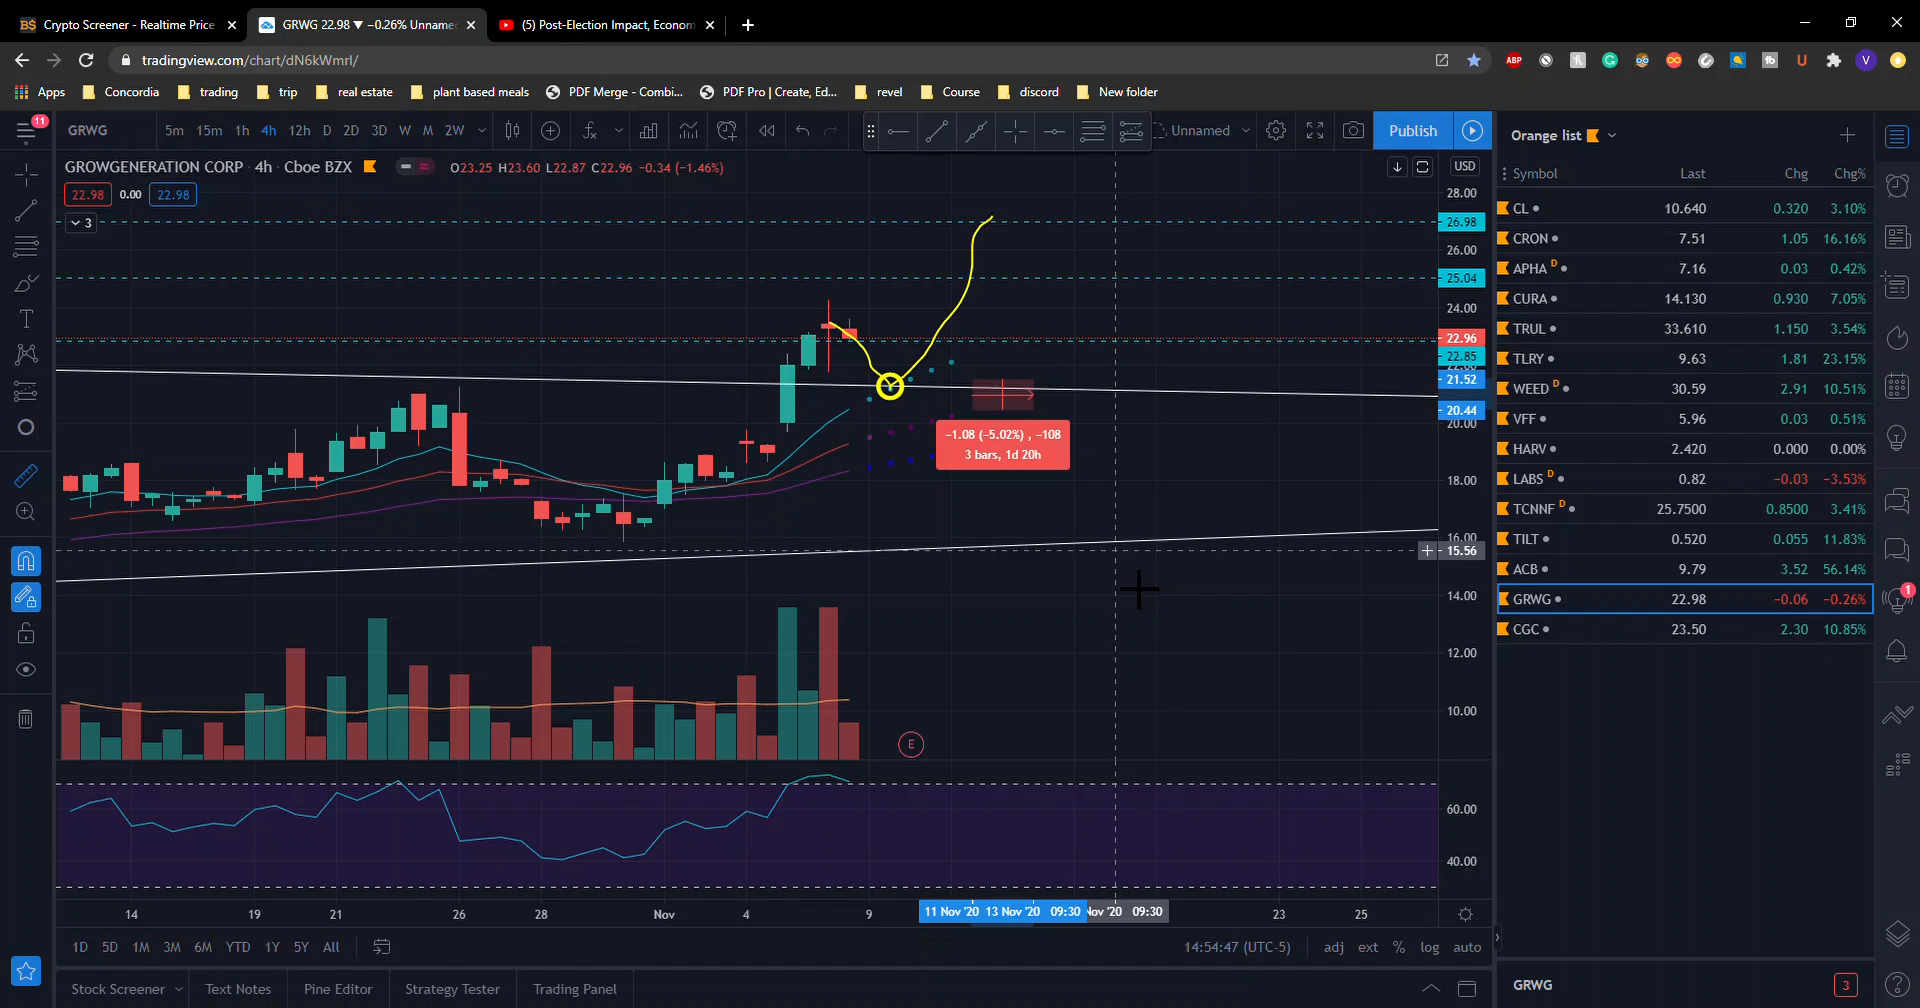 Crypto Screener - Realtime Price
GRWG 22.98 ▼ −0.26% Unname
(5) Post-Election Impact, Econom
tradingview.com/chart/dN6kWmrI/
ABP
V
Apps Concordia trading trip real estate plant based meals PDF Merge - Combi... PDF Pro | Create, Ed... revel Course discord New folder
11
GRWG 5m 15m 1h 4h 12h D 2D 3D W M 2W Unnamed Publish
GROWGENERATION CORP · 4h · Cboe BZX O23.25 H23.60 L22.87 C22.96 −0.34 (−1.46%)
22.98 0.00 22.98
3
USD
28.00
26.98
26.00
25.04
24.00
22.96
22.85
22.00
21.52
20.44
20.00
18.00
16.00
15.56
14.00
12.00
10.00
60.00
40.00
−1.08 (−5.02%) , −108
3 bars, 1d 20h
E
14 19 21 26 28 Nov 4 9 11 Nov '20 13 Nov '20 09:30 Nov '20 09:30 23 25
1D 5D 1M 3M 6M YTD 1Y 5Y All 14:54:47 (UTC-5) adj ext % log auto
Stock Screener Text Notes Pine Editor Strategy Tester Trading Panel
Orange list
Symbol Last Chg Chg%
CL 10.640 0.320 3.10%
CRON 7.51 1.05 16.16%
APHA D 7.16 0.03 0.42%
CURA 14.130 0.930 7.05%
TRUL 33.610 1.150 3.54%
TLRY 9.63 1.81 23.15%
WEED D 30.59 2.91 10.51%
VFF 5.96 0.03 0.51%
HARV 2.420 0.000 0.00%
LABS D 0.82 −0.03 −3.53%
TCNNF D 25.7500 0.8500 3.41%
TILT 0.520 0.055 11.83%
ACB 9.79 3.52 56.14%
GRWG 22.98 −0.06 −0.26%
CGC 23.50 2.30 10.85%
1
GRWG 3